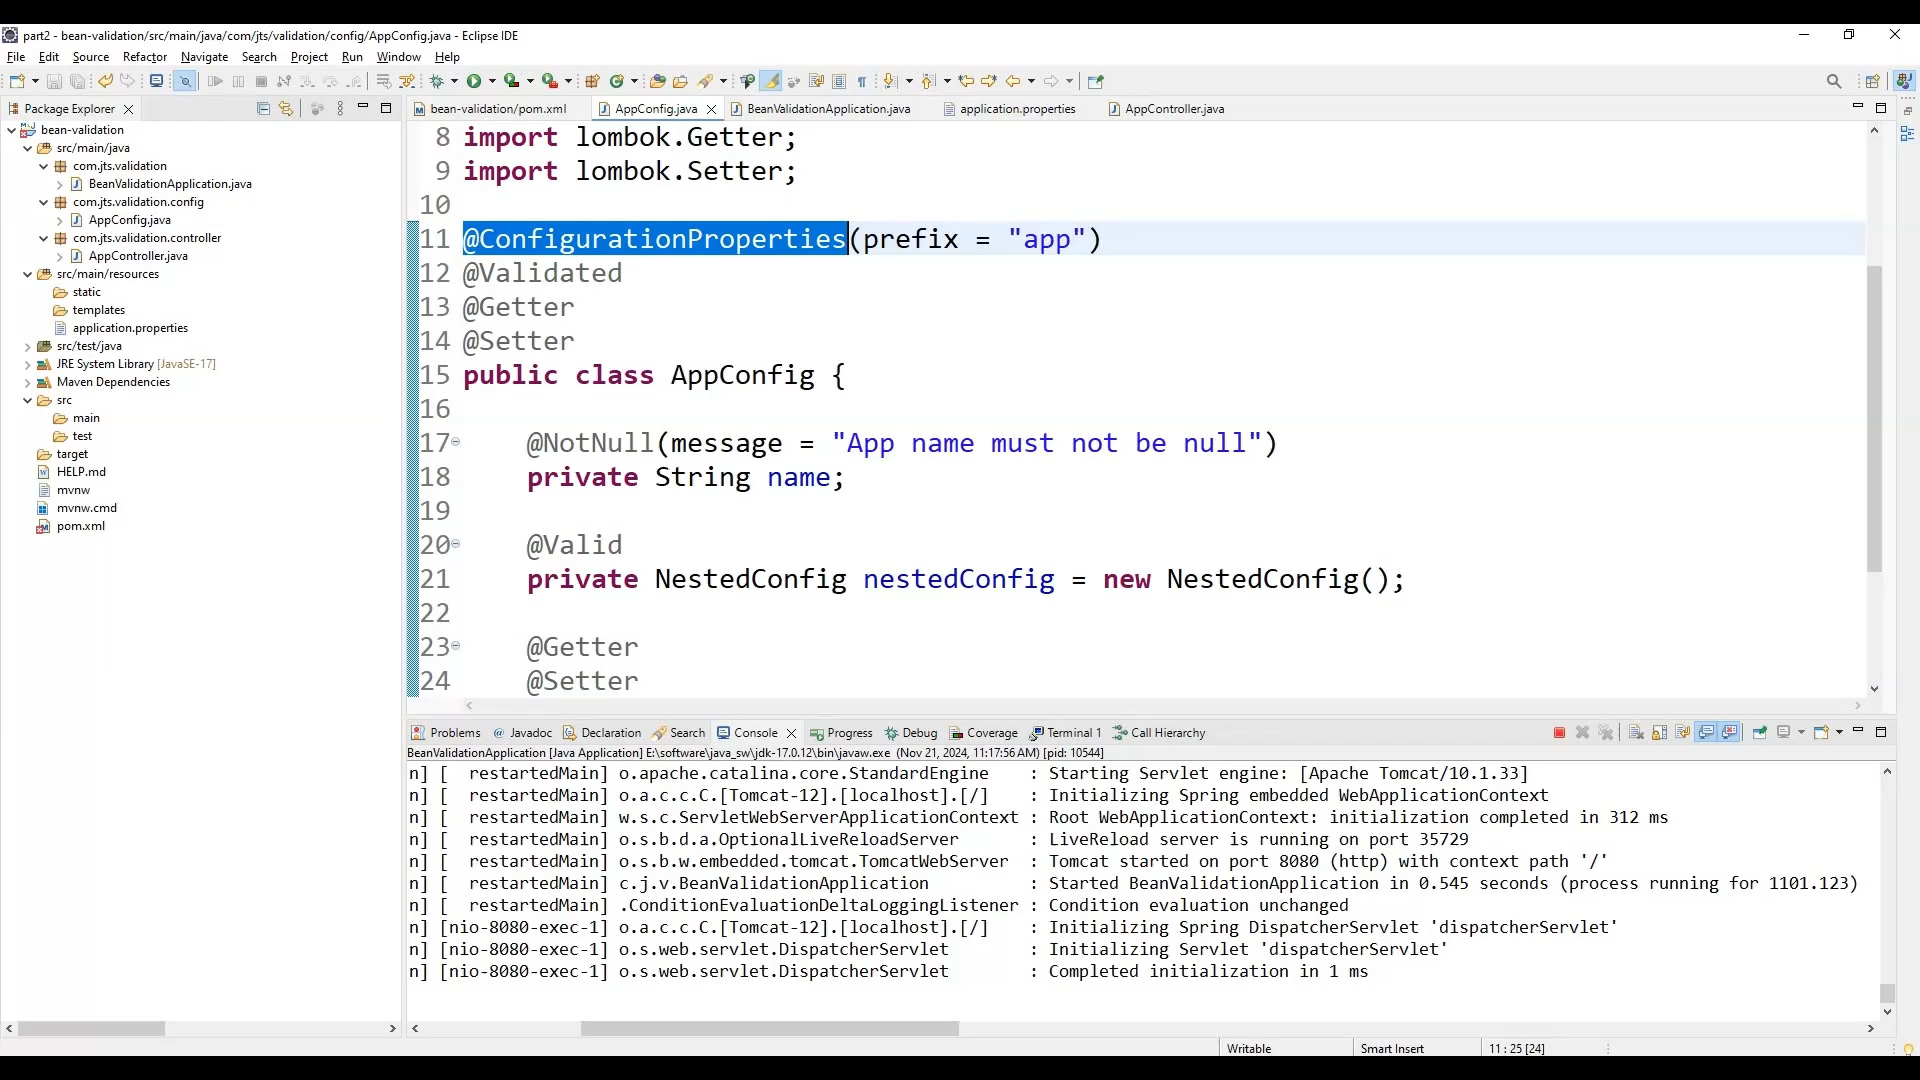 part2 - bean-validation/src/main/java/com/jts/validation/config/AppConfig.java - Eclipse IDE
File Edit Source Refactor Navigate Search Project Run Window Help
Package Explorer
bean-validation
src/main/java
com.jts.validation
BeanValidationApplication.java
com.jts.validation.config
AppConfig.java
com.jts.validation.controller
AppController.java
src/main/resources
static
templates
application.properties
src/test/java
JRE System Library [JavaSE-17]
Maven Dependencies
src
main
test
target
HELP.md
mvnw
mvnw.cmd
pom.xml
bean-validation/pom.xml AppConfig.java BeanValidationApplication.java application.properties AppController.java
8 import lombok.Getter;
9 import lombok.Setter;
10
11 @ConfigurationProperties(prefix = "app")
12 @Validated
13 @Getter
14 @Setter
15 public class AppConfig {
16
17 @NotNull(message = "App name must not be null")
18 private String name;
19
20 @Valid
21 private NestedConfig nestedConfig = new NestedConfig();
22
23 @Getter
24 @Setter
Problems @ Javadoc Declaration Search Console Progress Debug Coverage Terminal 1 Call Hierarchy
BeanValidationApplication [Java Application] E:\software\java_sw\jdk-17.0.12\bin\javaw.exe (Nov 21, 2024, 11:17:56 AM) [pid: 10544]
n] [ restartedMain] o.apache.catalina.core.StandardEngine : Starting Servlet engine: [Apache Tomcat/10.1.33]
n] [ restartedMain] o.a.c.c.C.[Tomcat-12].[localhost].[/] : Initializing Spring embedded WebApplicationContext
n] [ restartedMain] w.s.c.ServletWebServerApplicationContext : Root WebApplicationContext: initialization completed in 312 ms
n] [ restartedMain] o.s.b.d.a.OptionalLiveReloadServer : LiveReload server is running on port 35729
n] [ restartedMain] o.s.b.w.embedded.tomcat.TomcatWebServer : Tomcat started on port 8080 (http) with context path '/'
n] [ restartedMain] c.j.v.BeanValidationApplication : Started BeanValidationApplication in 0.545 seconds (process running for 1101.123)
n] [ restartedMain] .ConditionEvaluationDeltaLoggingListener : Condition evaluation unchanged
n] [nio-8080-exec-1] o.a.c.c.C.[Tomcat-12].[localhost].[/] : Initializing Spring DispatcherServlet 'dispatcherServlet'
n] [nio-8080-exec-1] o.s.web.servlet.DispatcherServlet : Initializing Servlet 'dispatcherServlet'
n] [nio-8080-exec-1] o.s.web.servlet.DispatcherServlet : Completed initialization in 1 ms
Writable Smart Insert 11 : 25 [24]